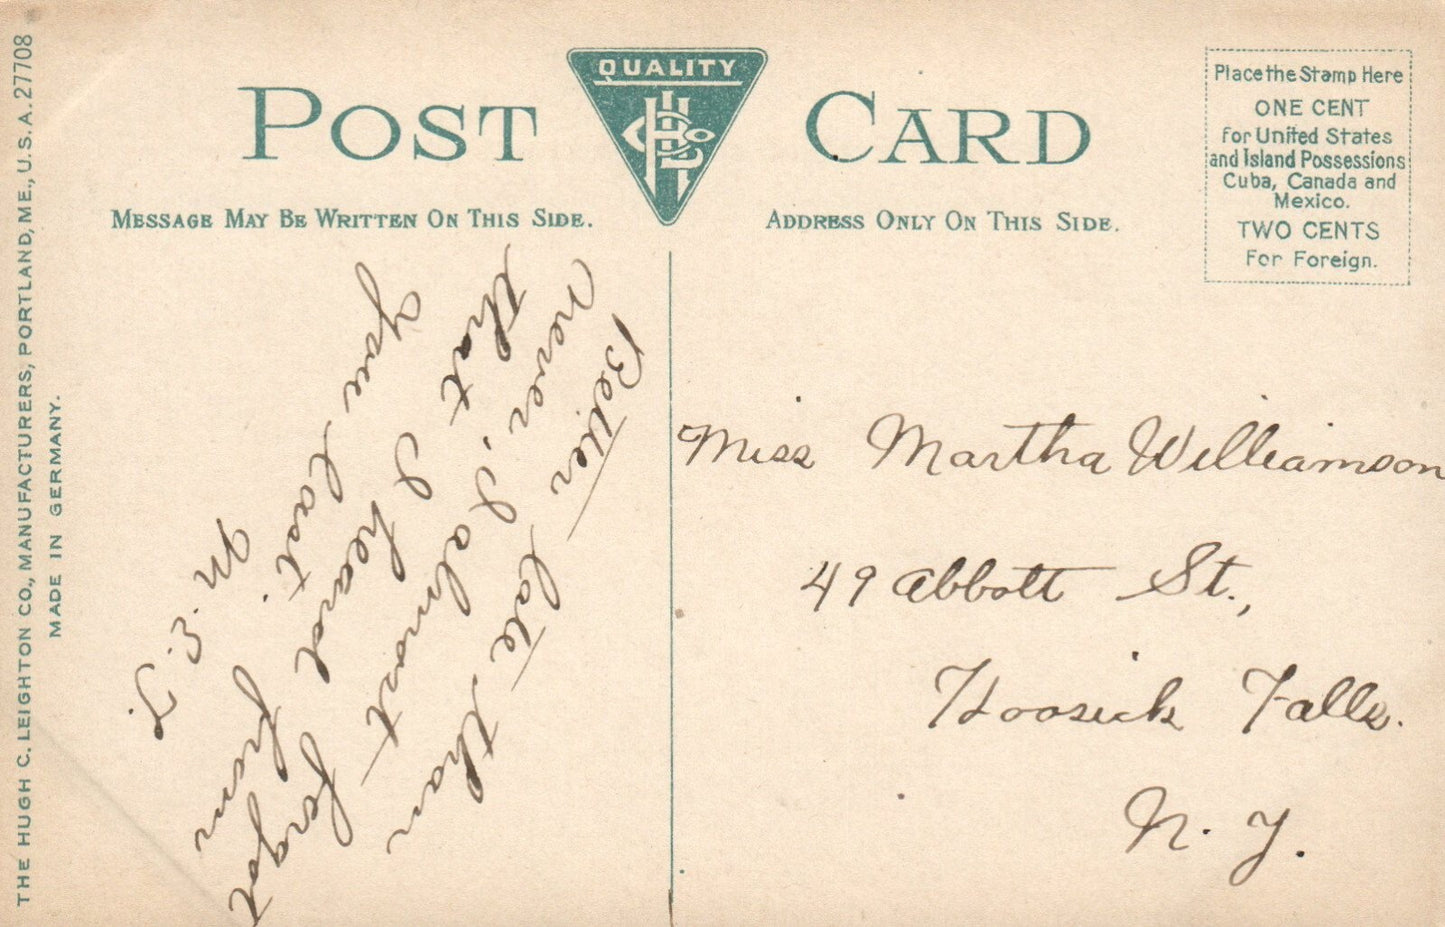 THE HUGH C. LEIGHTON CO., MANUFACTURERS, PORTLAND, ME., U.S.A. 27708
MADE IN GERMANY.
POST CARD
QUALITY
MESSAGE MAY BE WRITTEN ON THIS SIDE.
ADDRESS ONLY ON THIS SIDE.
Place the Stamp Here
ONE CENT
for United States
and Island Possessions
Cuba, Canada and
Mexico.
TWO CENTS
For Foreign.
Better late than
never, I almost forgot
that I heard from
you last.
M. E.
Miss Martha Williamson
49 Abbott St.,
Hoosick Falls.
N. Y.